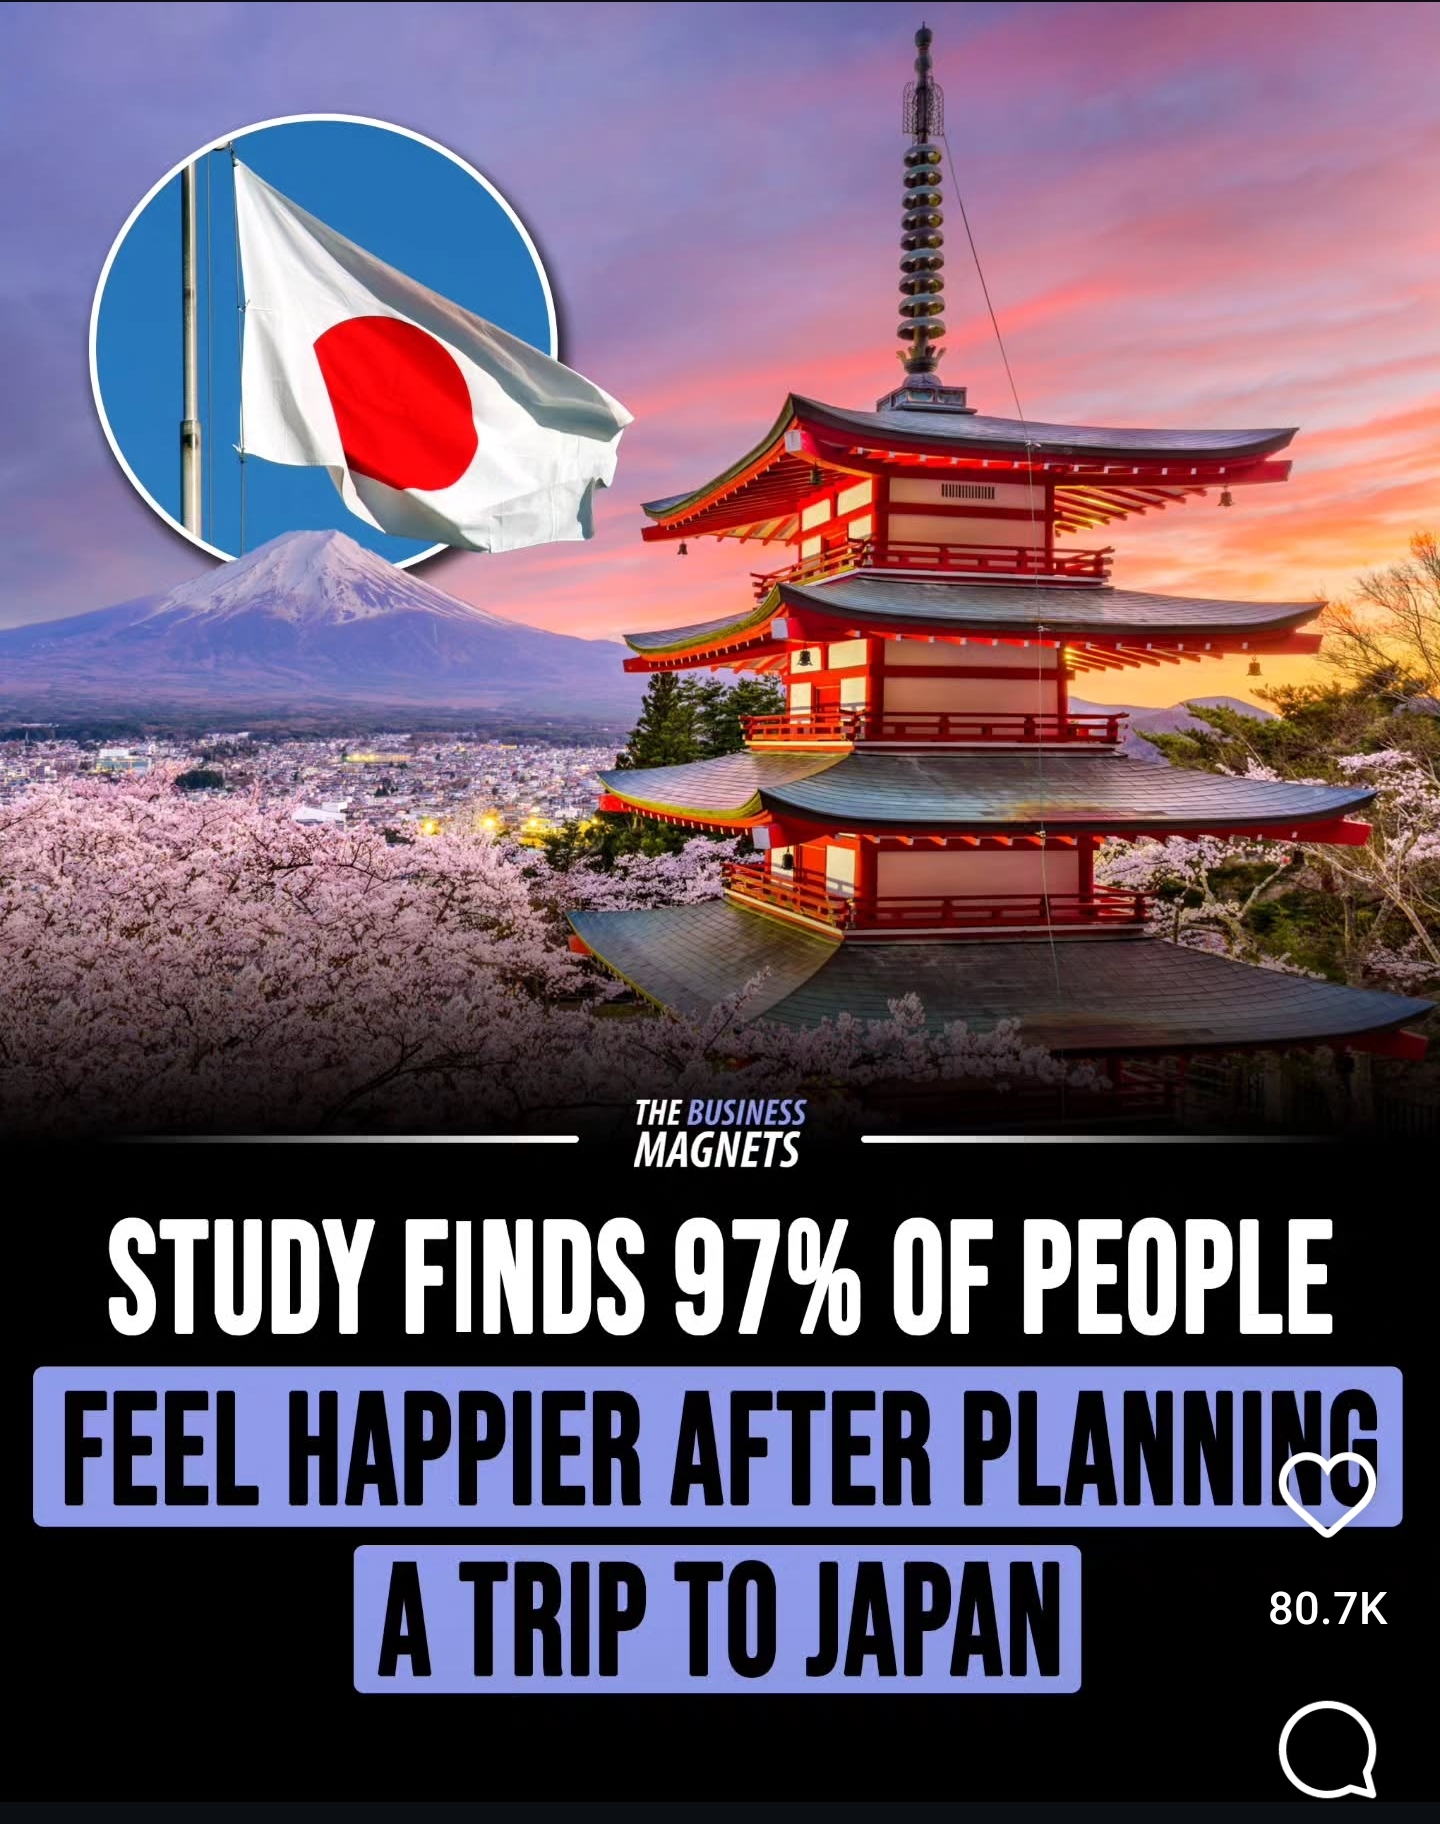 THE BUSINESS
MAGNETS
STUDY FINDS 97% OF PEOPLE
FEEL HAPPIER AFTER PLANNING
A TRIP TO JAPAN
80.7K